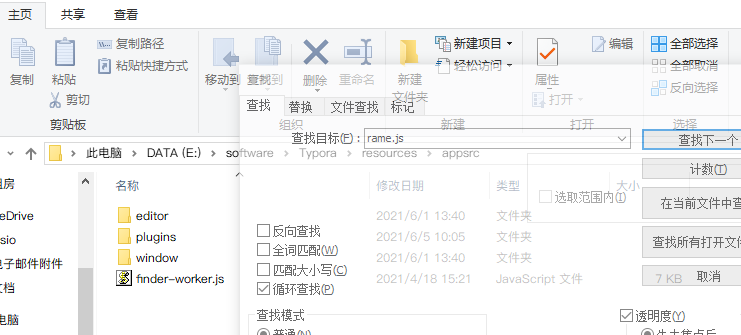 主页 共享 查看
复制 粘贴 复制路径 粘贴快捷方式 剪切
移动到 复制到 删除 重命名 新建文件夹
新建项目 轻松访问
属性 打开 编辑
全部选择 全部取消 反向选择
剪贴板 组织 新建 打开 选择
查找 替换 文件查找 标记
查找目标(F): rame.js 查找下一个
此电脑 DATA (E:) software Typora resources appsrc
计数(T)
名称 修改日期 类型 大小
选取范围内(I)
在当前文件中查
eDrive
editor 2021/6/1 13:40 文件夹
反向查找
sio
plugins 2021/6/5 10:05 文件夹
全词匹配(W)
查找所有打开文件
电子邮件附件
window 2021/6/1 13:40 文件夹
匹配大小写(C)
finder-worker.js 2021/4/18 15:21 JavaScript 文件 7 KB
取消
循环查找(P)
文档
查找模式
透明度(Y)
电脑
普通(N)